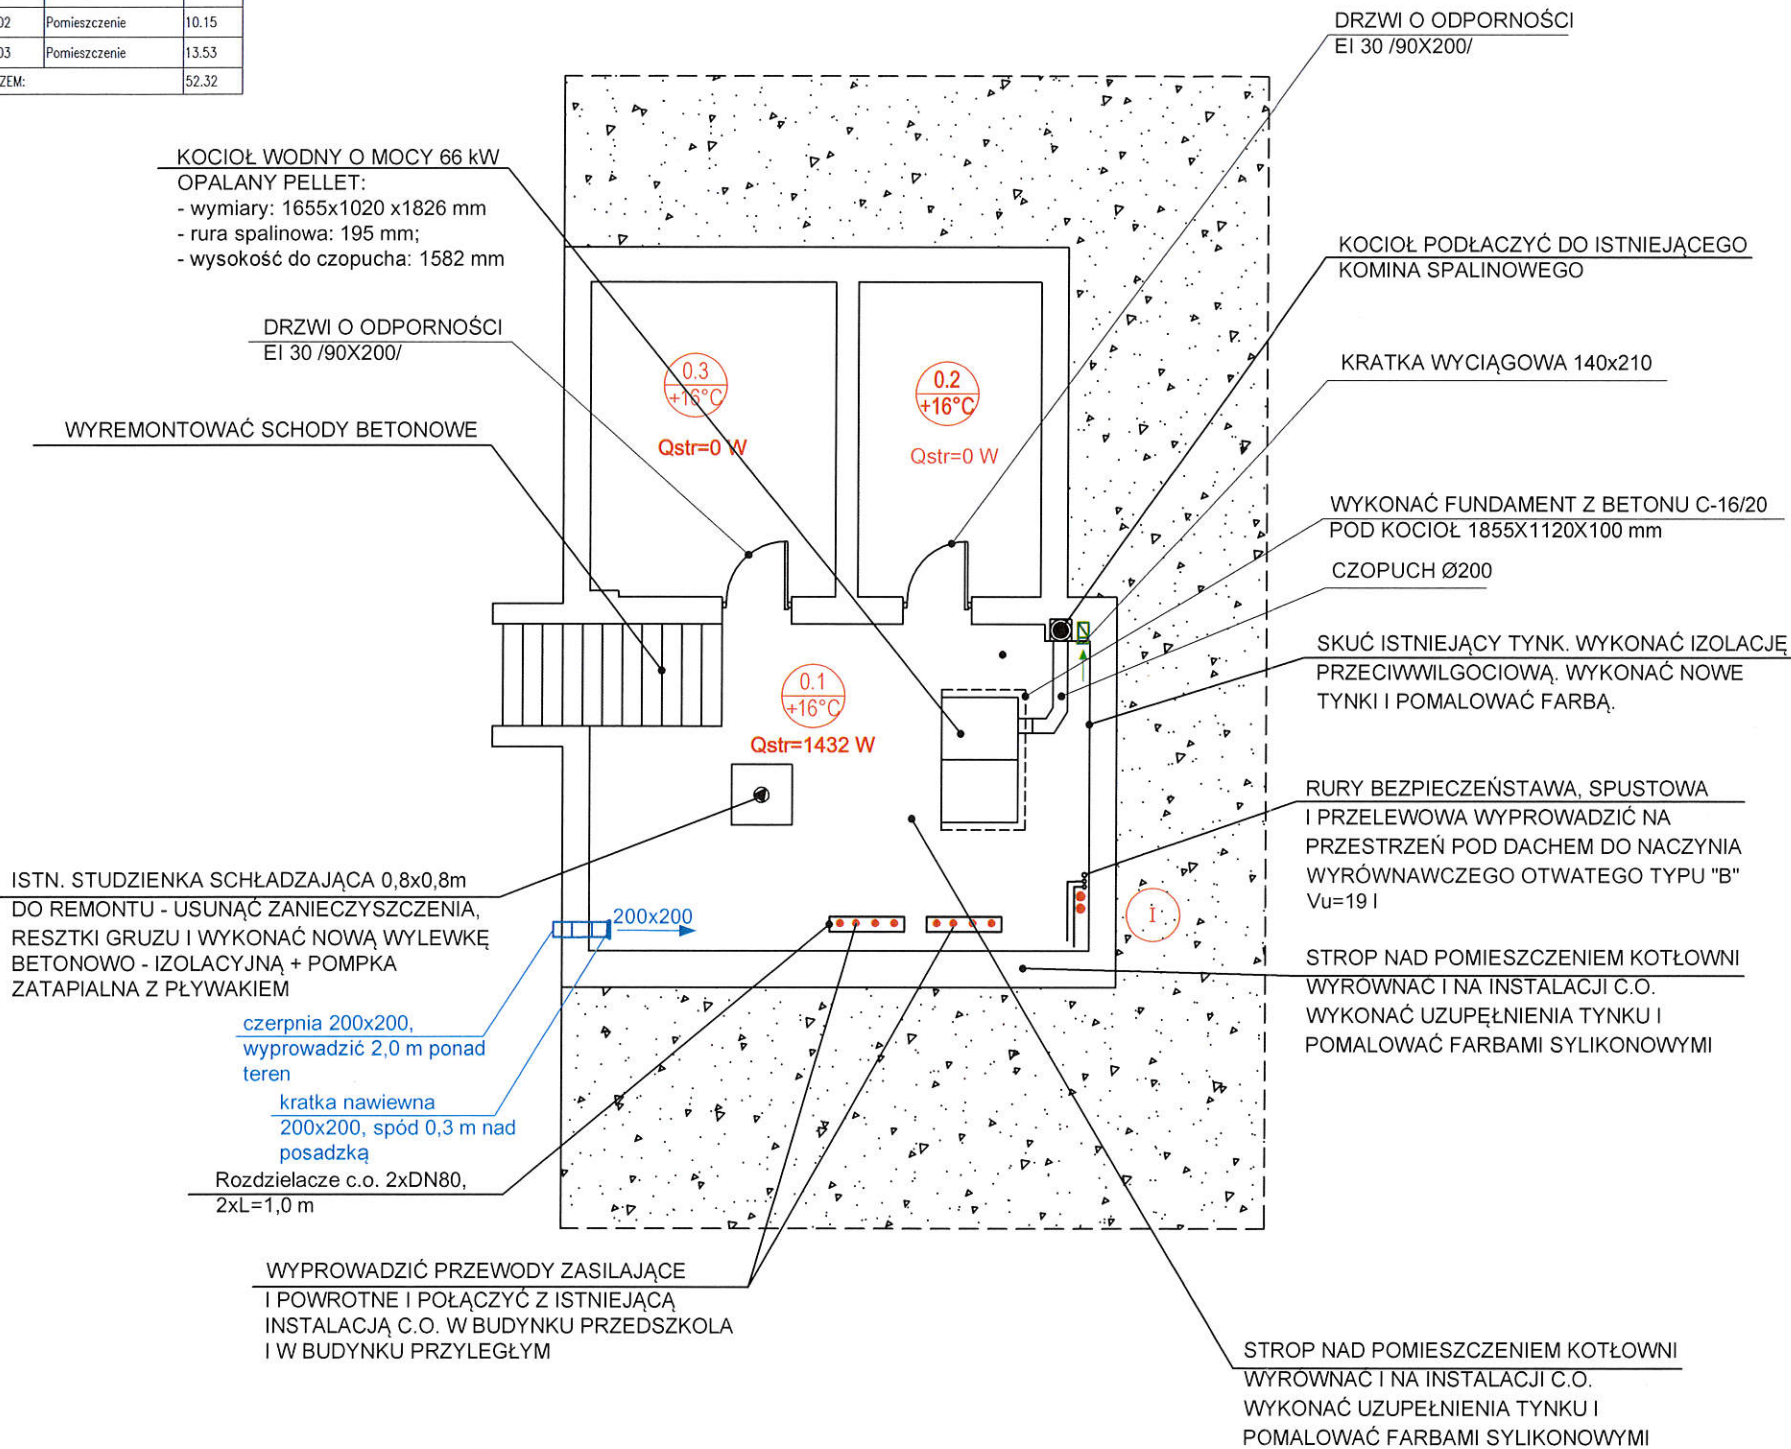 02 Pomieszczenie 10.15
03 Pomieszczenie 13.53
ZEM: 52.32
DRZWI O ODPORNOŚCI
EI 30 /90X200/
KOCIOŁ WODNY O MOCY 66 kW
OPALANY PELLET:
- wymiary: 1655x1020 x1826 mm
- rura spalinowa: 195 mm;
- wysokość do czopucha: 1582 mm
KOCIOŁ PODŁACZYĆ DO ISTNIEJĄCEGO
KOMINA SPALINOWEGO
DRZWI O ODPORNOŚCI
EI 30 /90X200/
KRATKA WYCIĄGOWA 140x210
0.3
+16°C
Qstr=0 W
0.2
+16°C
Qstr=0 W
WYREMONTOWAĆ SCHODY BETONOWE
WYKONAĆ FUNDAMENT Z BETONU C-16/20
POD KOCIOŁ 1855X1120X100 mm
CZOPUCH Ø200
SKUĆ ISTNIEJĄCY TYNK. WYKONAĆ IZOLACJĘ
PRZECIWWILGOCIOWĄ. WYKONAĆ NOWE
TYNKI I POMALOWAĆ FARBĄ.
0.1
+16°C
Qstr=1432 W
RURY BEZPIECZEŃSTAWA, SPUSTOWA
I PRZELEWOWA WYPROWADZIĆ NA
PRZESTRZEŃ POD DACHEM DO NACZYNIA
WYRÓWNAWCZEGO OTWATEGO TYPU "B"
Vu=19 l
ISTN. STUDZIENKA SCHŁADZAJĄCA 0,8x0,8m
DO REMONTU - USUNĄĆ ZANIECZYSZCZENIA,
RESZTKI GRUZU I WYKONAĆ NOWĄ WYLEWKĘ
BETONOWO - IZOLACYJNĄ + POMPKA
ZATAPIALNA Z PŁYWAKIEM
200x200
I
STROP NAD POMIESZCZENIEM KOTŁOWNI
WYRÓWNAĆ I NA INSTALACJI C.O.
WYKONAĆ UZUPĘŁNIENIA TYNKU I
POMALOWAĆ FARBAMI SYLIKONOWYMI
czerpnia 200x200,
wyprowadzić 2,0 m ponad
teren
kratka nawiewna
200x200, spód 0,3 m nad
posadzką
Rozdzielacze c.o. 2xDN80,
2xL=1,0 m
WYPROWADZIĆ PRZEWODY ZASILAJĄCE
I POWROTNE I POŁĄCZYĆ Z ISTNIEJĄCĄ
INSTALACJĄ C.O. W BUDYNKU PRZEDSZKOLA
I W BUDYNKU PRZYLEGŁYM
STROP NAD POMIESZCZENIEM KOTŁOWNI
WYRÓWNAĆ I NA INSTALACJI C.O.
WYKONAĆ UZUPEŁNIENIA TYNKU I
POMALOWAĆ FARBAMI SYLIKONOWYMI